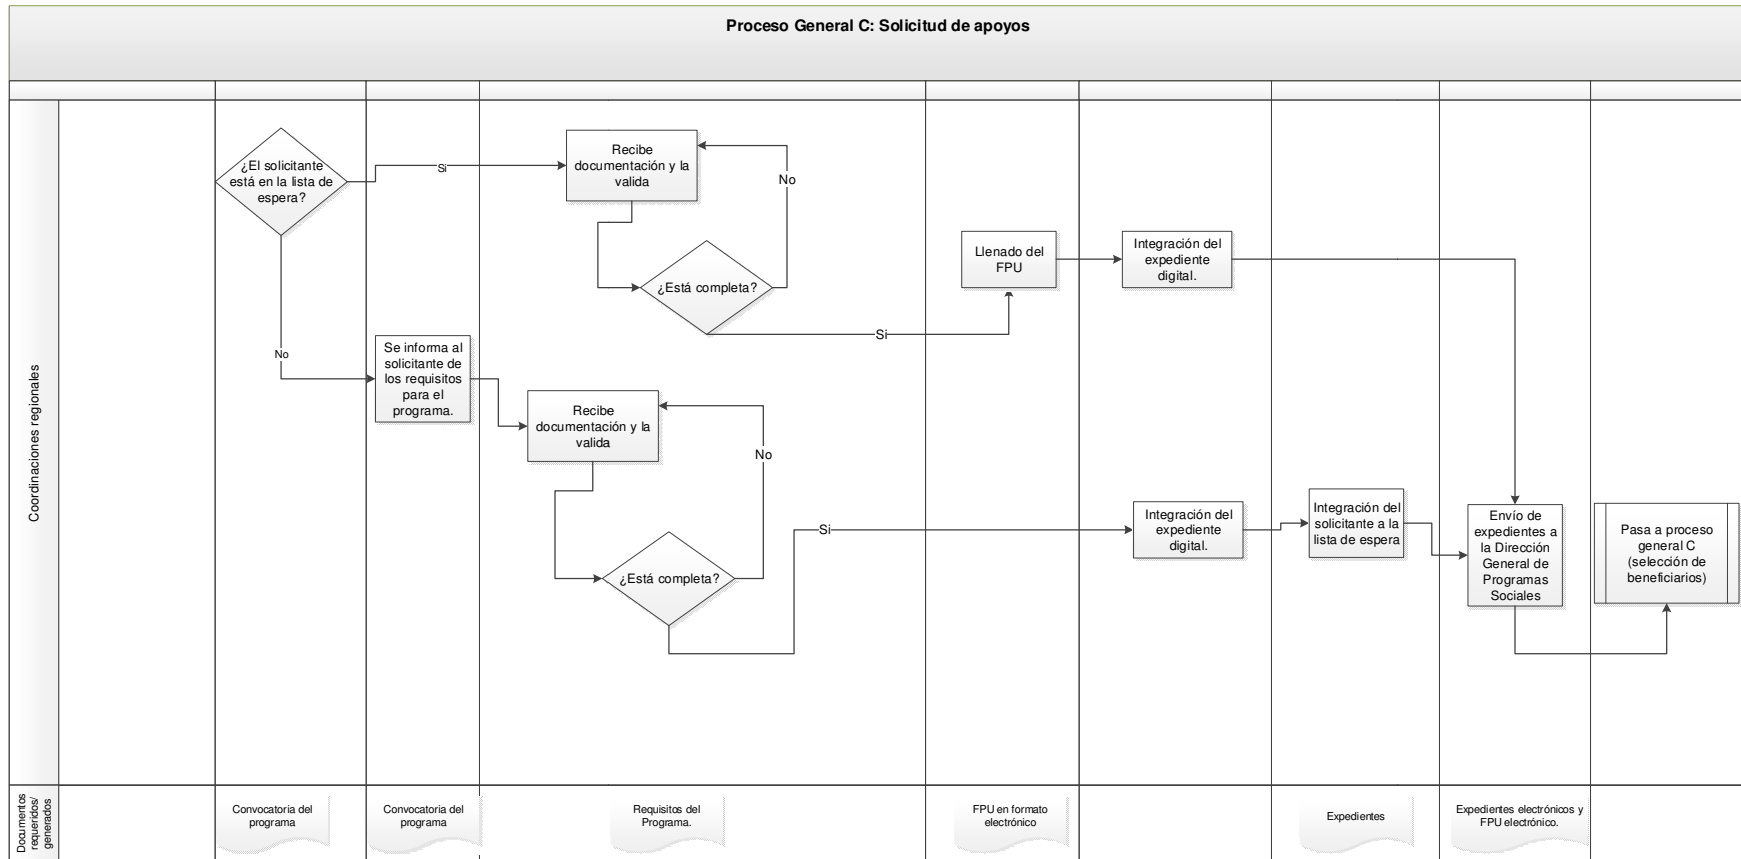 Proceso General C: Solicitud de apoyos
Coordinaciones regionales
¿El solicitante
está en la lista de
espera?
Si
Recibe
documentación y la
valida
No
¿Está completa?
Si
Llenado del
FPU
Integración del
expediente
digital.
No
Se informa al
solicitante de
los requisitos
para el
programa.
Recibe
documentación y la
valida
No
¿Está completa?
Si
Integración del
expediente
digital.
Integración del
solicitante a la
lista de espera
Envío de
expedientes a
la Dirección
General de
Programas
Sociales
Pasa a proceso
general C
(selección de
beneficiarios)
Documentos
requeridos/
generados
Convocatoria del
programa
Convocatoria del
programa
Requisitos del
Programa.
FPU en formato
electrónico
Expedientes
Expedientes electrónicos y
FPU electrónico.